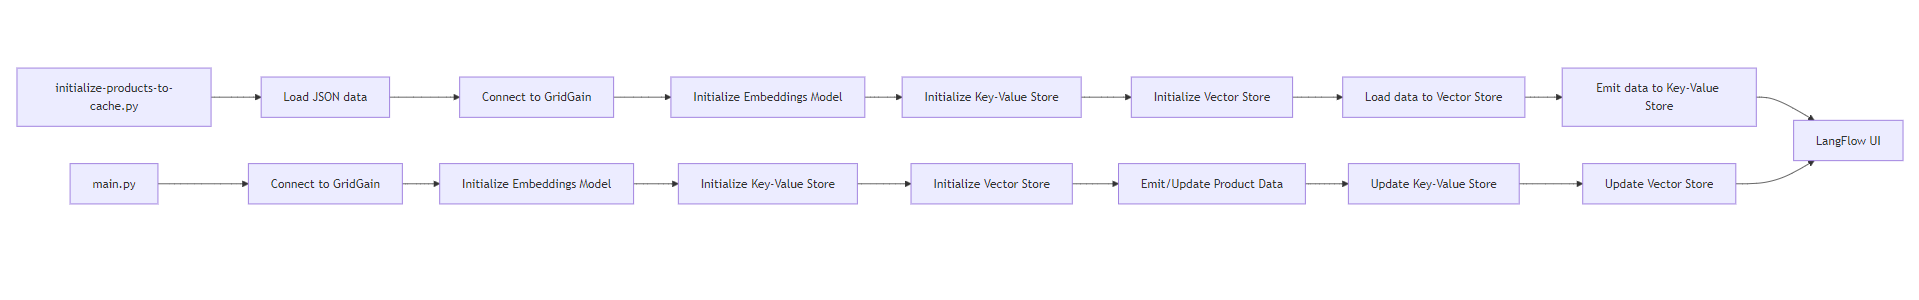 initialize-products-to-
cache.py
Load JSON data
Connect to GridGain
Initialize Embeddings Model
Initialize Key-Value Store
Initialize Vector Store
Load data to Vector Store
Emit data to Key-Value
Store
LangFlow UI
main.py
Connect to GridGain
Initialize Embeddings Model
Initialize Key-Value Store
Initialize Vector Store
Emit/Update Product Data
Update Key-Value Store
Update Vector Store